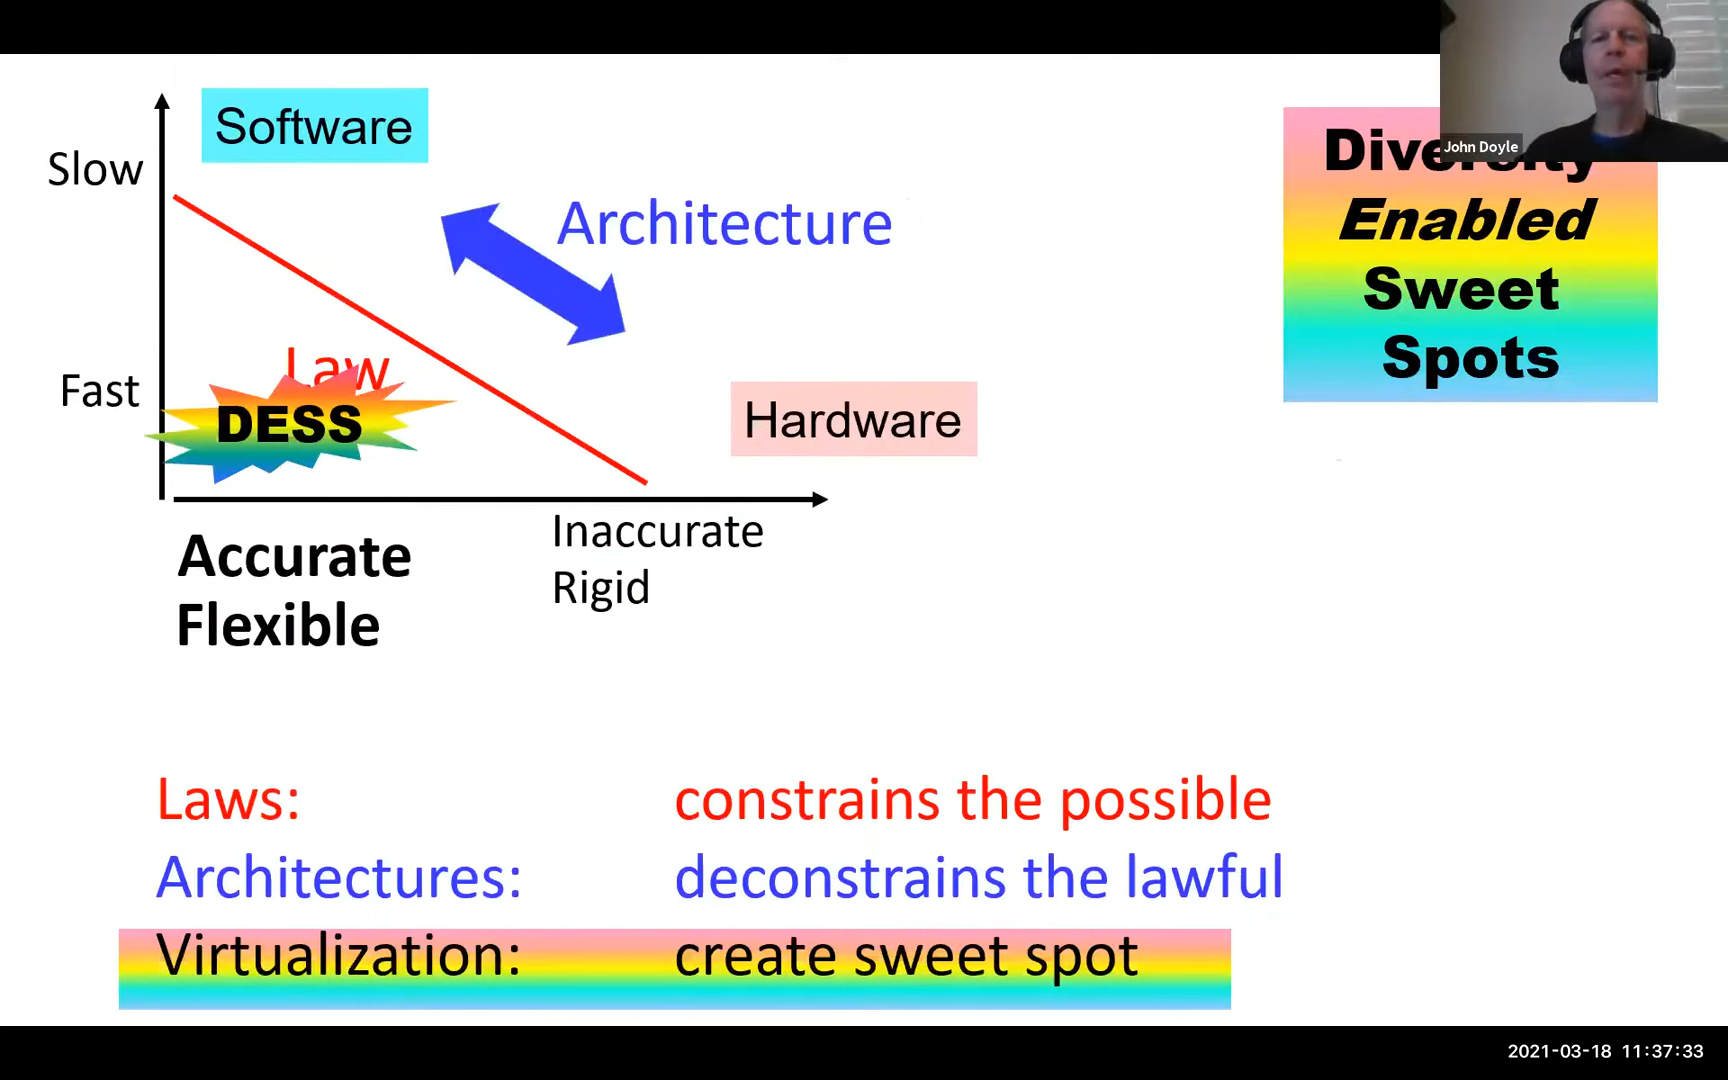 Software
Slow
Architecture
Law
Fast
DESS
Hardware
Accurate
Flexible
Inaccurate
Rigid
Diversity
Enabled
Sweet
Spots
John Doyle
Laws: constrains the possible
Architectures: deconstrains the lawful
Virtualization: create sweet spot
2021-03-18 11:37:33